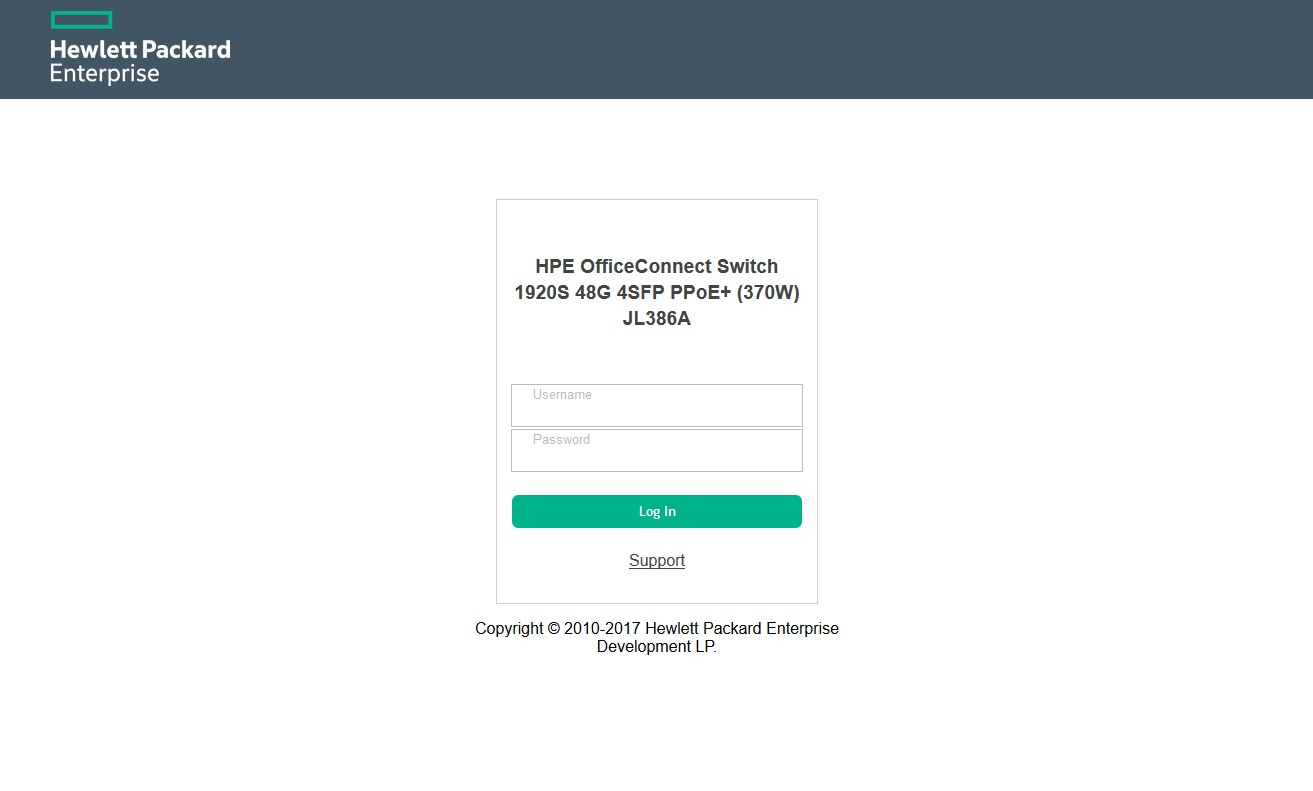 Hewlett Packard
Enterprise
HPE OfficeConnect Switch
1920S 48G 4SFP PPoE+ (370W)
JL386A
Username
Password
Log In
Support
Copyright © 2010-2017 Hewlett Packard Enterprise
Development LP.